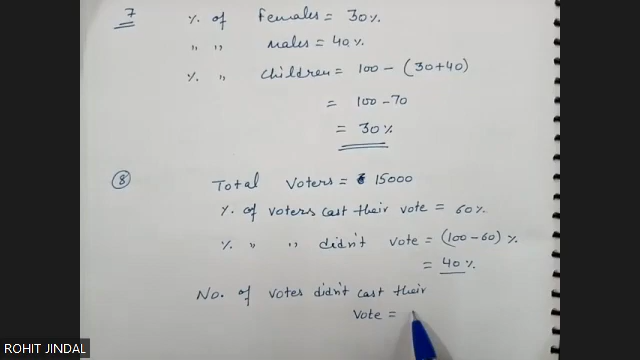 7 % of Females = 30%
" " males = 40%
% " children = 100 - (30+40)
= 100 - 70
= 30%
8 Total Voters = 15000
% of voters cast their vote = 60%
% " " didn't vote = (100-60) %
= 40%
No. of votes didn't cast their
vote =
ROHIT JINDAL